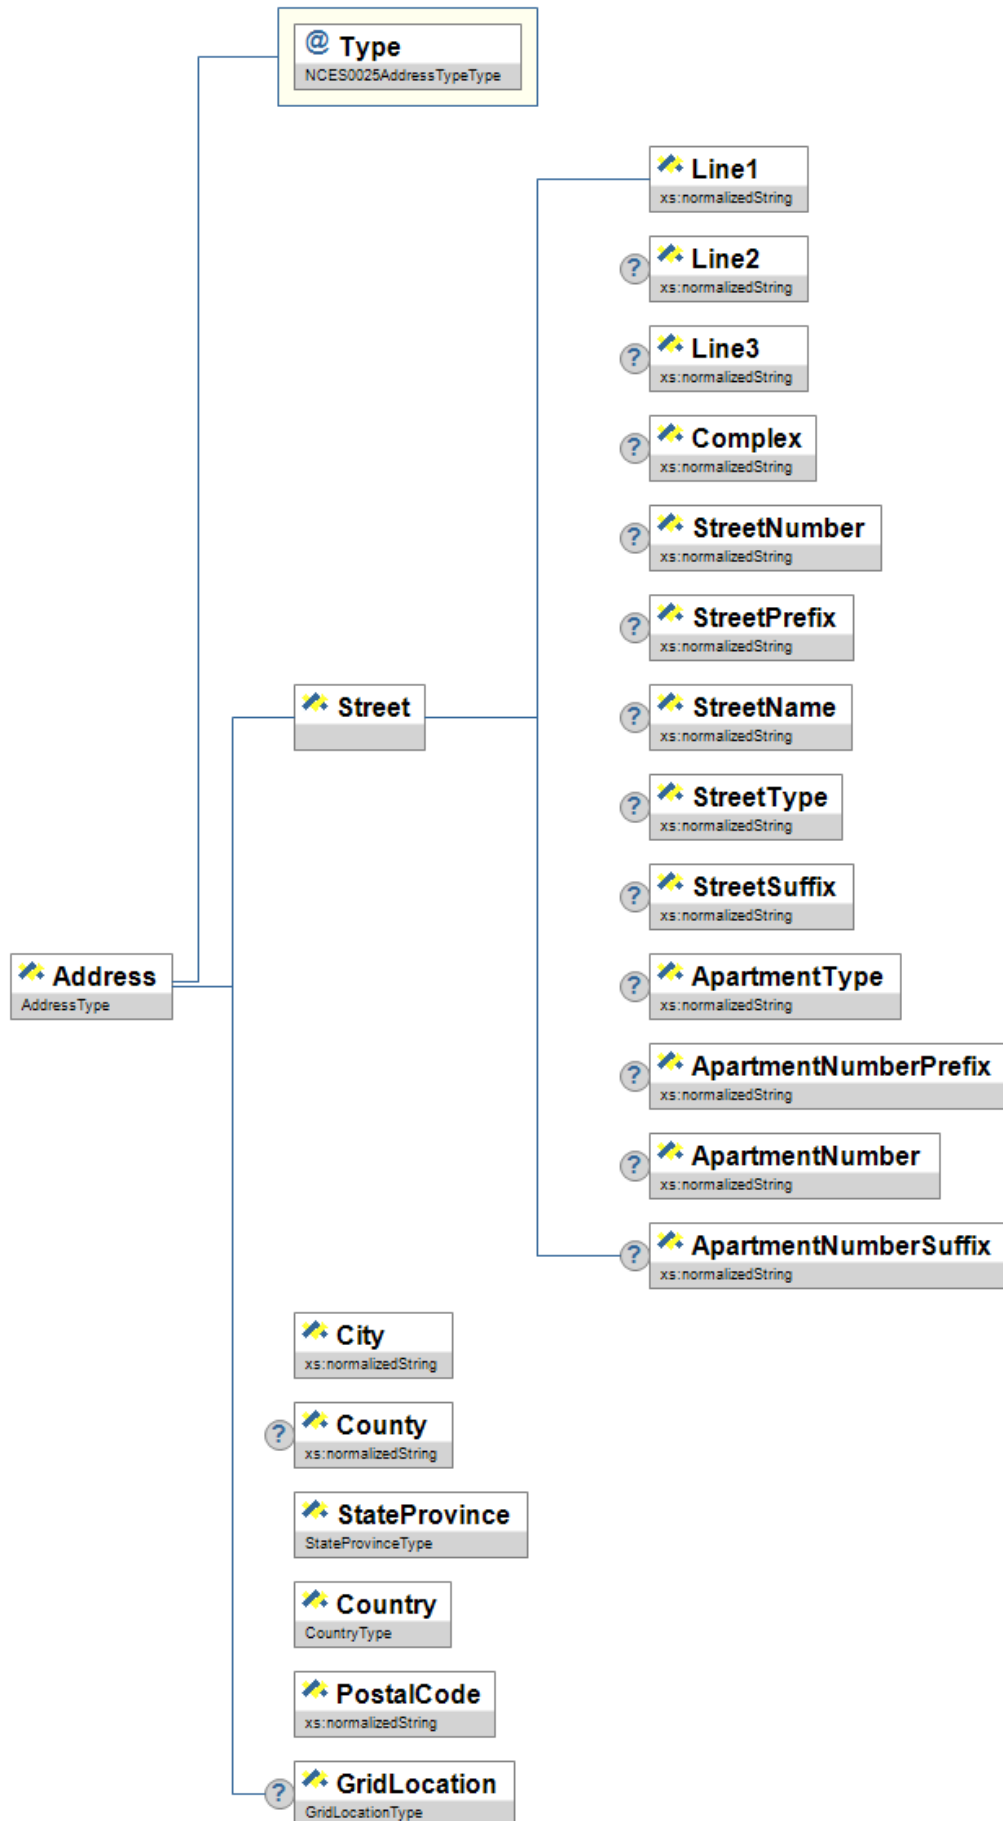 @ Type
NCES0025AddressTypeType
Line1
xs:normalizedString
? Line2
xs:normalizedString
? Line3
xs:normalizedString
? Complex
xs:normalizedString
? StreetNumber
xs:normalizedString
? StreetPrefix
xs:normalizedString
Street
? StreetName
xs:normalizedString
? StreetType
xs:normalizedString
? StreetSuffix
xs:normalizedString
Address
AddressType
? ApartmentType
xs:normalizedString
? ApartmentNumberPrefix
xs:normalizedString
? ApartmentNumber
xs:normalizedString
? ApartmentNumberSuffix
xs:normalizedString
City
xs:normalizedString
? County
xs:normalizedString
StateProvince
StateProvinceType
Country
CountryType
PostalCode
xs:normalizedString
? GridLocation
GridLocationType